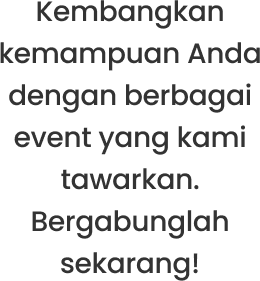 Kembangkan
kemampuan Anda
dengan berbagai
event yang kami
tawarkan.
Bergabunglah
sekarang!